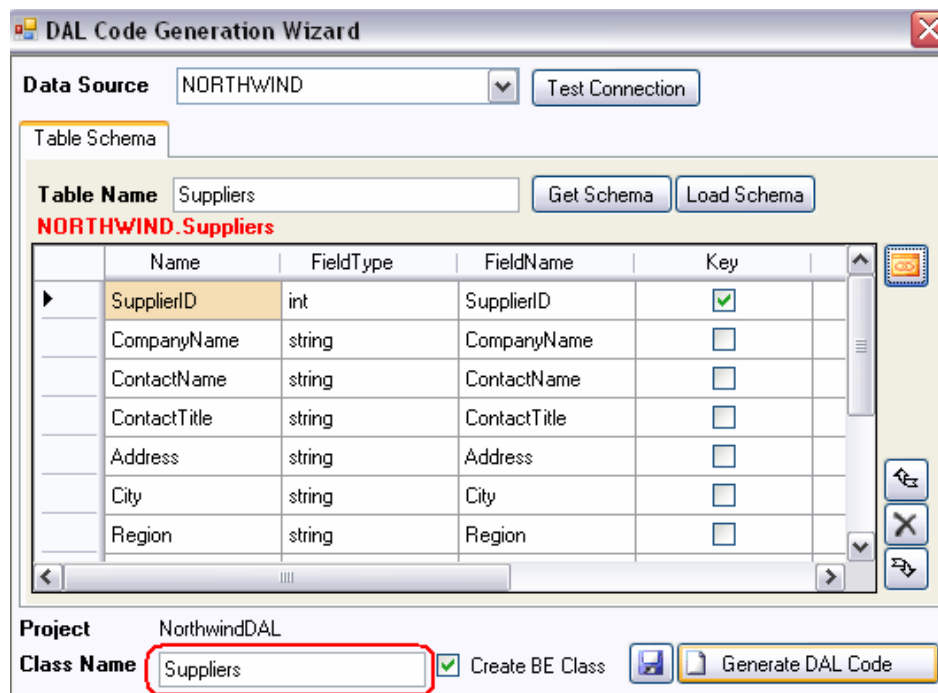 DAL Code Generation Wizard
Data Source NORTHWIND Test Connection
Table Schema
Table Name Suppliers Get Schema Load Schema
NORTHWIND.Suppliers
Name FieldType FieldName Key
SupplierID int SupplierID
CompanyName string CompanyName
ContactName string ContactName
ContactTitle string ContactTitle
Address string Address
City string City
Region string Region
Project NorthwindDAL
Class Name Suppliers Create BE Class Generate DAL Code